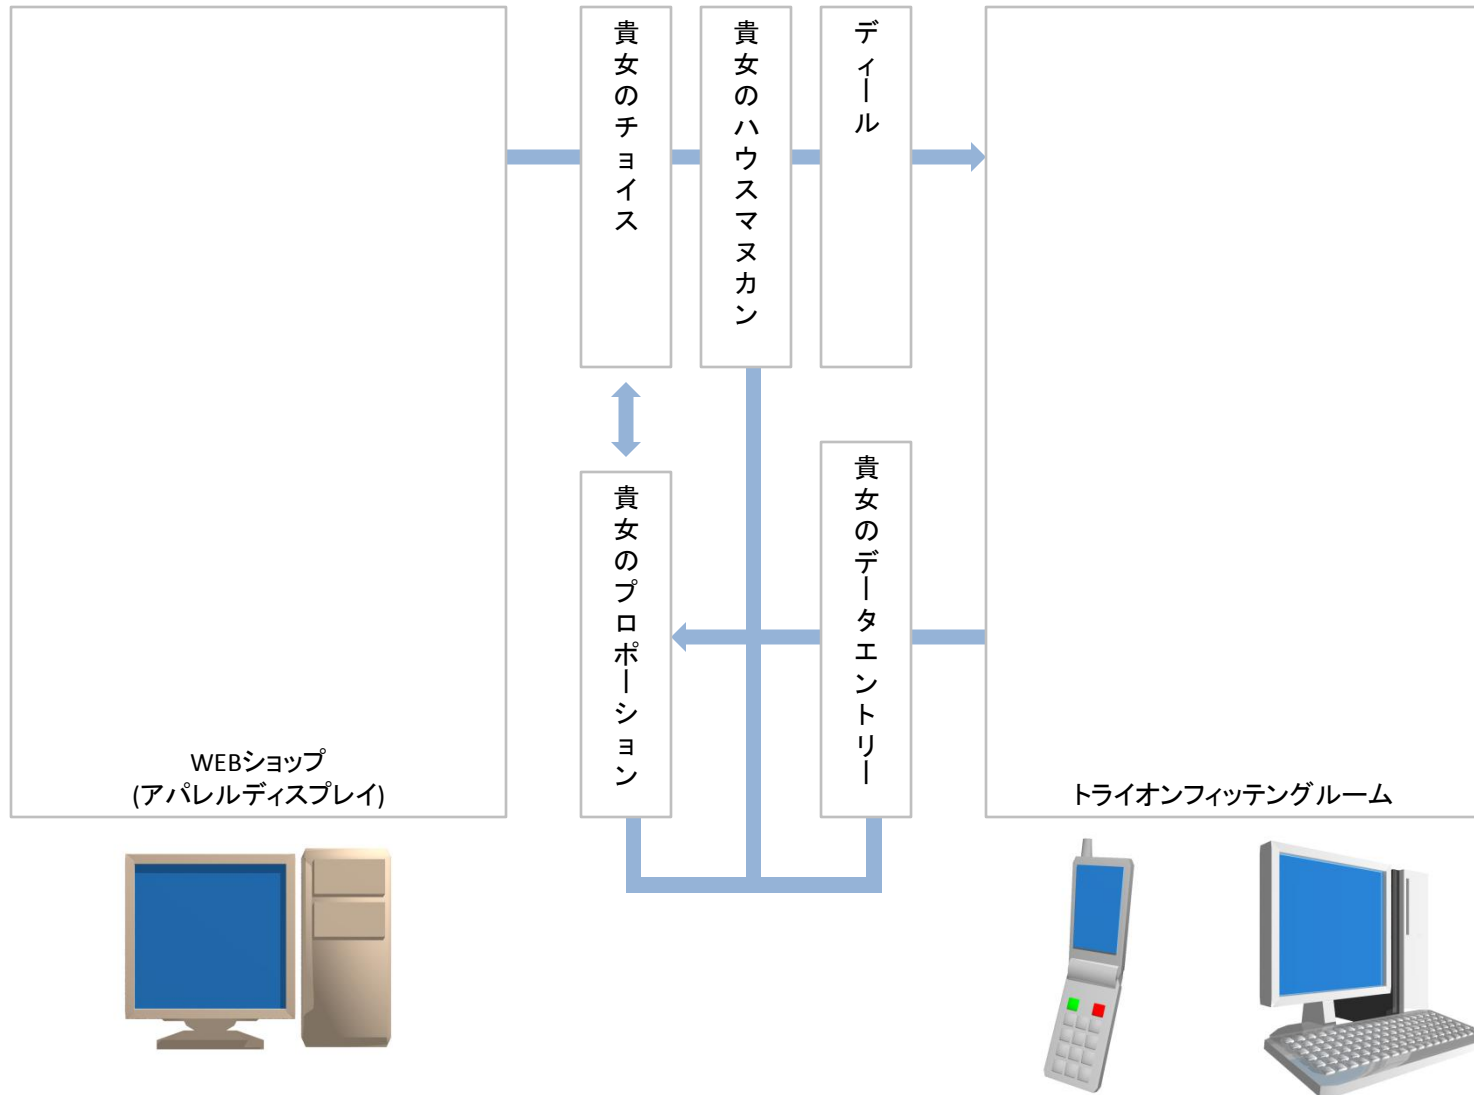 貴女のチョイス
貴女のハウスマヌカン
ディール
貴女のプロポーション
貴女のデータエントリー
WEBショップ
(アパレルディスプレイ)
トライオンフィッテングルーム